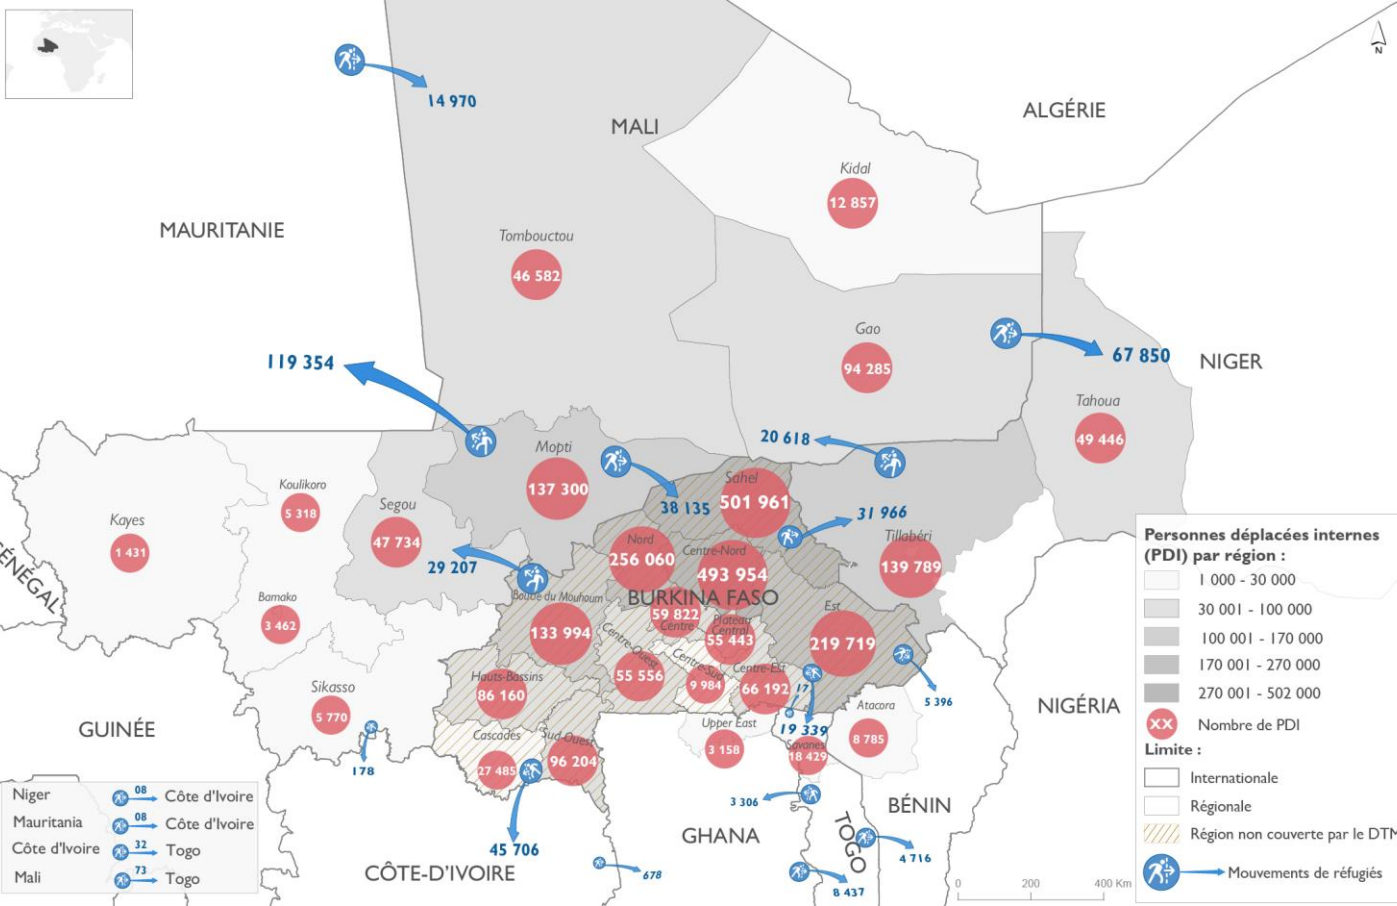 14 970
MALI
ALGÉRIE
N
Kidal
12 857
MAURITANIE
Tombouctou
46 582
Gao
94 285
67 850
NIGER
119 354
Tahoua
49 446
20 618
Mopti
137 300
Sahel
501 961
38 135
31 966
Koulikoro
5 318
Segou
47 734
Kayes
1 431
SÉNÉGAL
Nord
256 060
Centre-Nord
493 954
Tillabéri
139 789
29 207
Boucle du Mouhoum
133 994
BURKINA FASO
Bamako
3 462
59 822
Centre
Plateau
Central
55 443
Est
219 719
Centre-Ouest
55 556
Centre-Sud
9 984
Centre-Est
66 192
5 396
Hauts-Bassins
86 160
Sikasso
5 770
17
19 339
Atacora
8 785
NIGÉRIA
GUINÉE
Cascades
27 485
Sud-Ouest
96 204
Upper East
3 158
Savanes
18 429
178
3 306
BÉNIN
GHANA
TOGO
4 716
45 706
CÔTE-D'IVOIRE
678
8 437
Niger 08 Côte d'Ivoire
Mauritania 08 Côte d'Ivoire
Côte d'Ivoire 32 Togo
Mali 73 Togo
Personnes déplacées internes
(PDI) par région :
1 000 - 30 000
30 001 - 100 000
100 001 - 170 000
170 001 - 270 000
270 001 - 502 000
XX Nombre de PDI
Limite :
Internationale
Régionale
Région non couverte par le DTM
Mouvements de réfugiés
0 200 400 Km